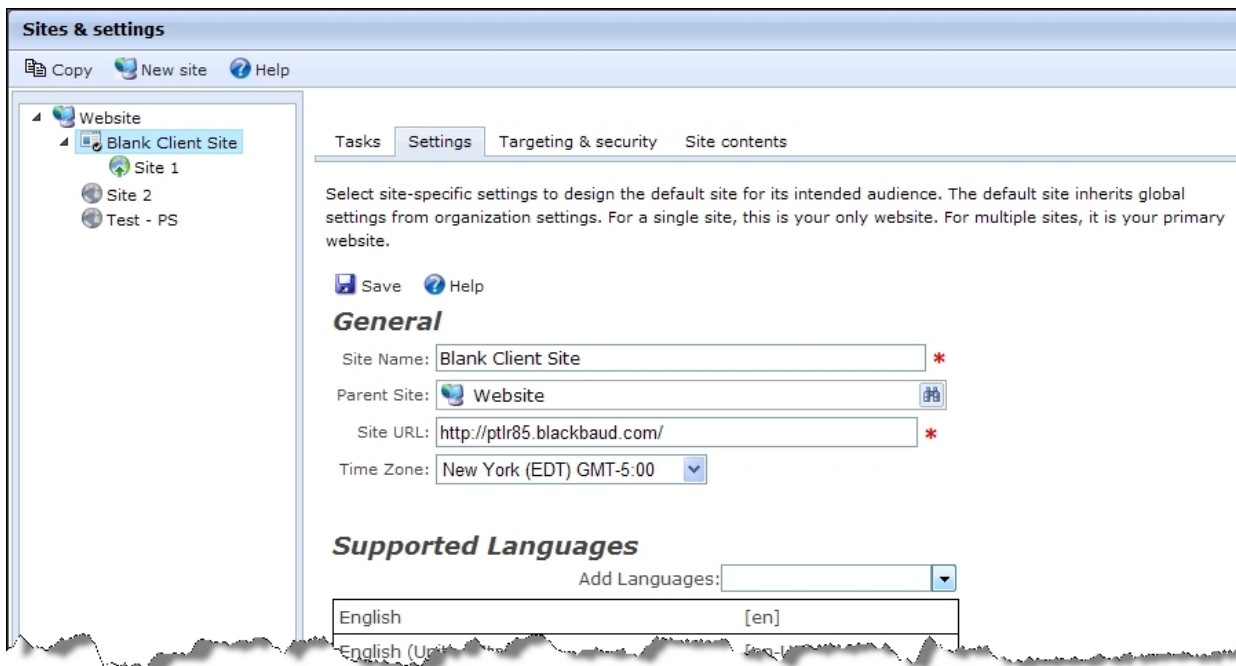 Sites & settings
Copy New site Help
Website
Blank Client Site
Site 1
Site 2
Test - PS
Tasks Settings Targeting & security Site contents
Select site-specific settings to design the default site for its intended audience. The default site inherits global
settings from organization settings. For a single site, this is your only website. For multiple sites, it is your primary
website.
Save Help
General
Site Name: Blank Client Site *
Parent Site: Website
Site URL: http://ptlr85.blackbaud.com/ *
Time Zone: New York (EDT) GMT-5:00
Supported Languages
Add Languages:
English [en]
English